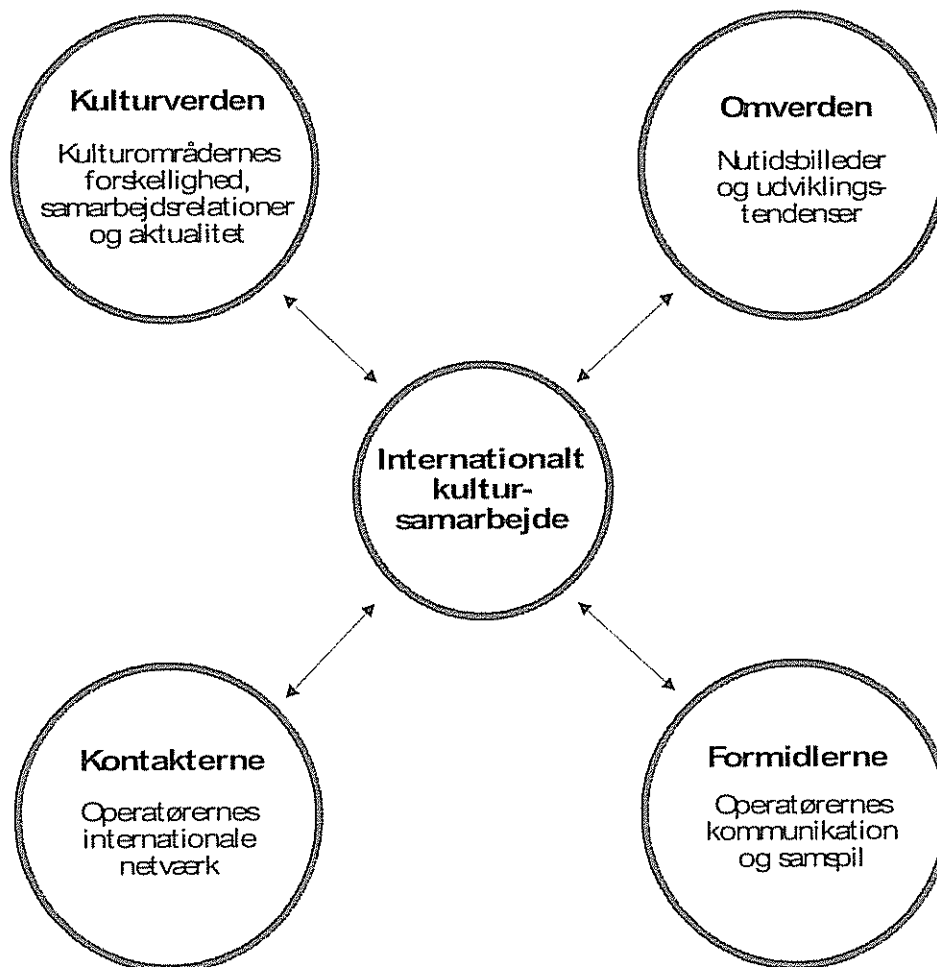 Kulturverden
Kulturområdernes
forskellighed,
samarbejdsrelationer
og aktualitet
Omverden
Nutidsbilleder
og udviklings-
tendenser
Internationalt
kultur-
samarbejde
Kontakterne
Operatørernes
internationale
netværk
Formidlerne
Operatørernes
kommunikation
og samspil